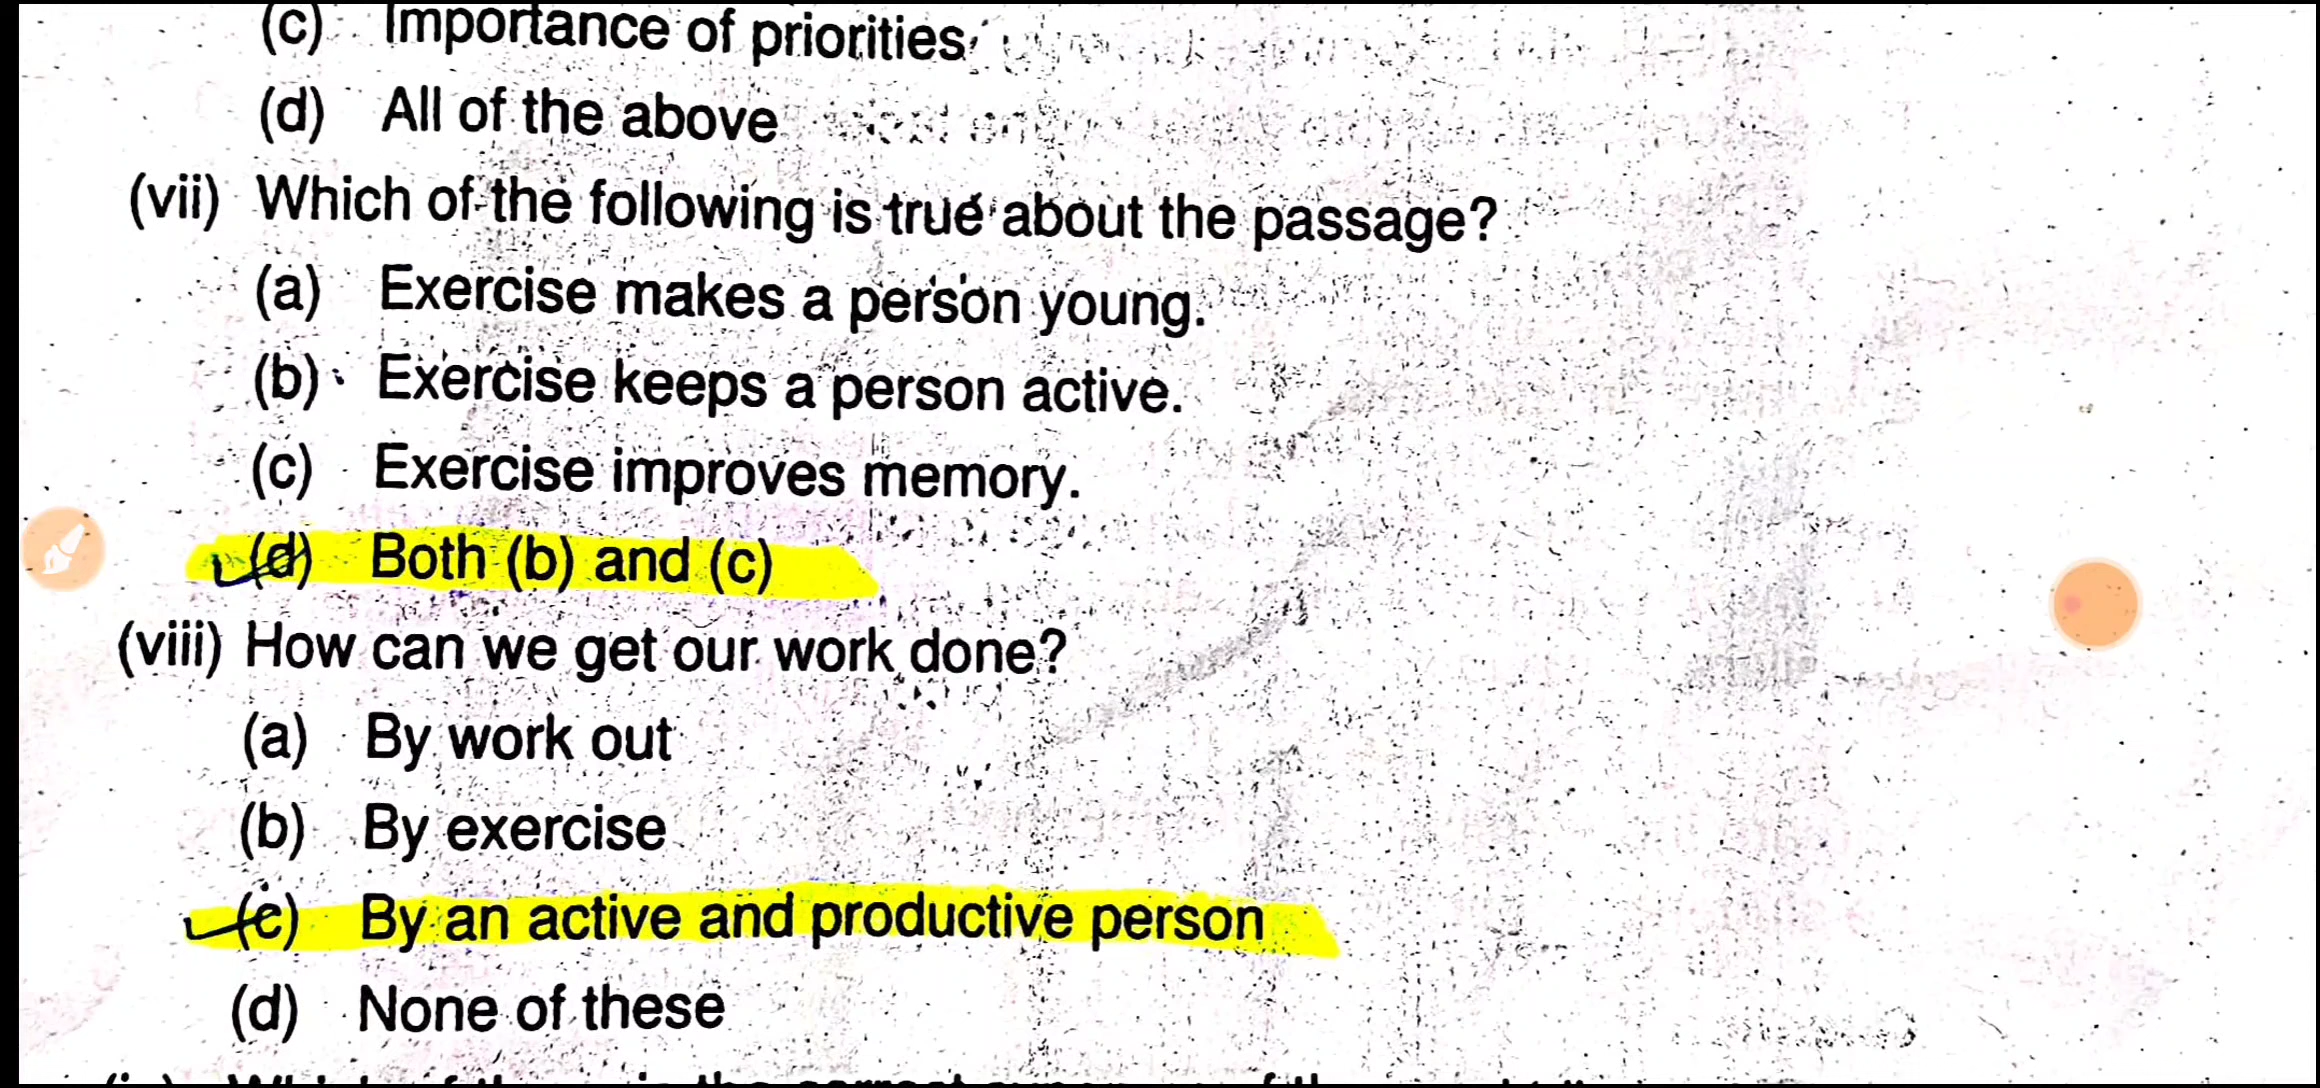 (c) Importance of priorities
(d) All of the above
(vii) Which of the following is true about the passage?
(a) Exercise makes a person young.
(b) Exercise keeps a person active.
(c) Exercise improves memory.
(d) Both (b) and (c)
(viii) How can we get our work done?
(a) By work out
(b) By exercise
(c) By an active and productive person
(d) None of these